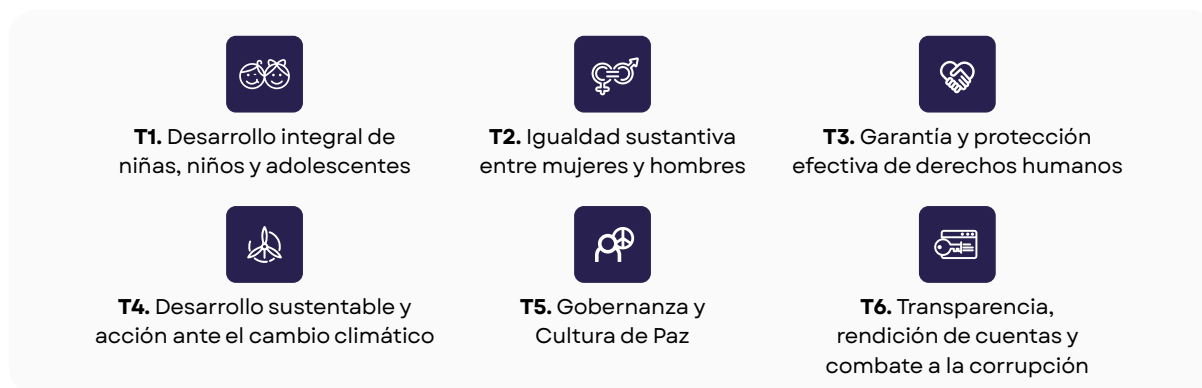 T1. Desarrollo integral de
niñas, niños y adolescentes
T2. Igualdad sustantiva
entre mujeres y hombres
T3. Garantía y protección
efectiva de derechos humanos
T4. Desarrollo sustentable y
acción ante el cambio climático
T5. Gobernanza y
Cultura de Paz
T6. Transparencia,
rendición de cuentas y
combate a la corrupción